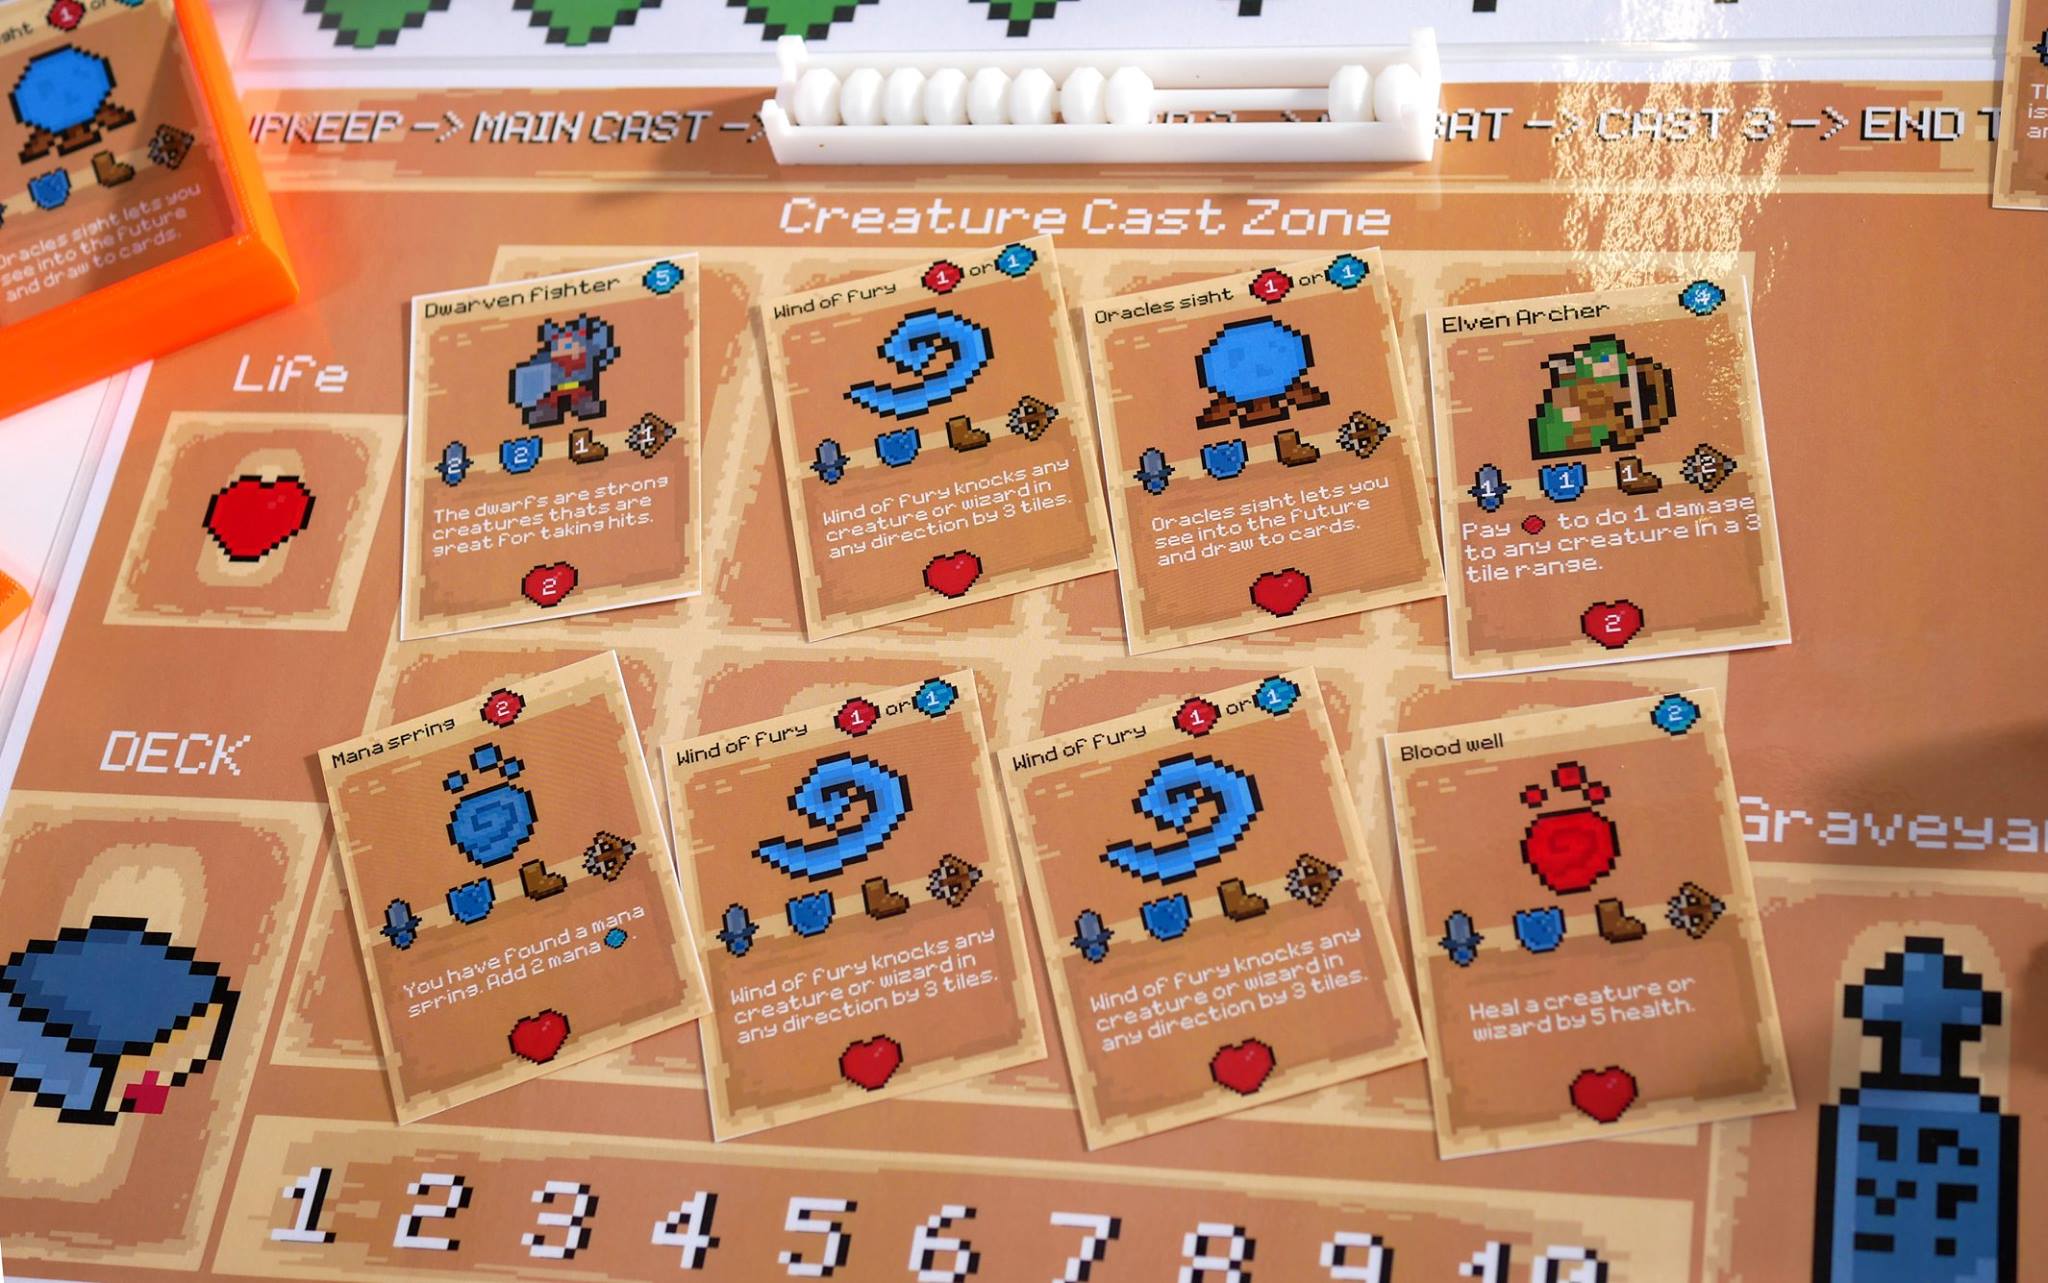 1 or
Oracles sight lets you
see into the future
and draw to cards.
UPKEEP -> MAIN CAST ->
-> CAST 3 -> END
Creature Cast Zone
Life
DECK
Dwarven Fighter 5
2 2 1 1
The dwarfs are strong
creatures thats are
great for taking hits.
2
Wind of Fury 1 or 1
Wind of Fury knocks any
creature or wizard in
any direction by 3 tiles.
Oracles sight 1 or 1
Oracles sight lets you
see into the future
and draw to cards.
Elven Archer 4
1 1 1 2
Pay to do 1 damage
to any creature in a 3
tile range.
2
Mana spring 2
You have found a mana
spring. Add 2 mana .
Wind of Fury 1 or 1
Wind of Fury knocks any
creature or wizard in
any direction by 3 tiles.
Wind of Fury 1 or 1
Wind of Fury knocks any
creature or wizard in
any direction by 3 tiles.
Blood well 2
Heal a creature or
wizard by 5 health.
1 2 3 4 5 6 7 8 9 10